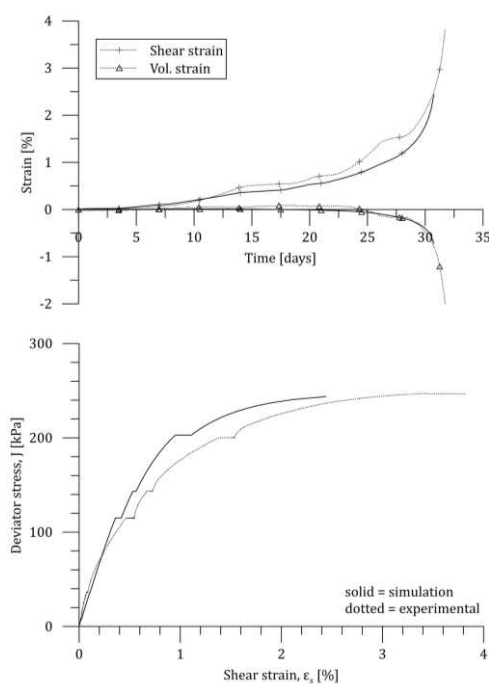 4
Shear strain
Vol. strain
3
2
1
0
-1
-2
Strain [%]
0 5 10 15 20 25 30 35
Time [days]
300
200
100
0
Deviator stress, J [kPa]
solid = simulation
dotted = experimental
0 1 2 3 4
Shear strain, εs [%]